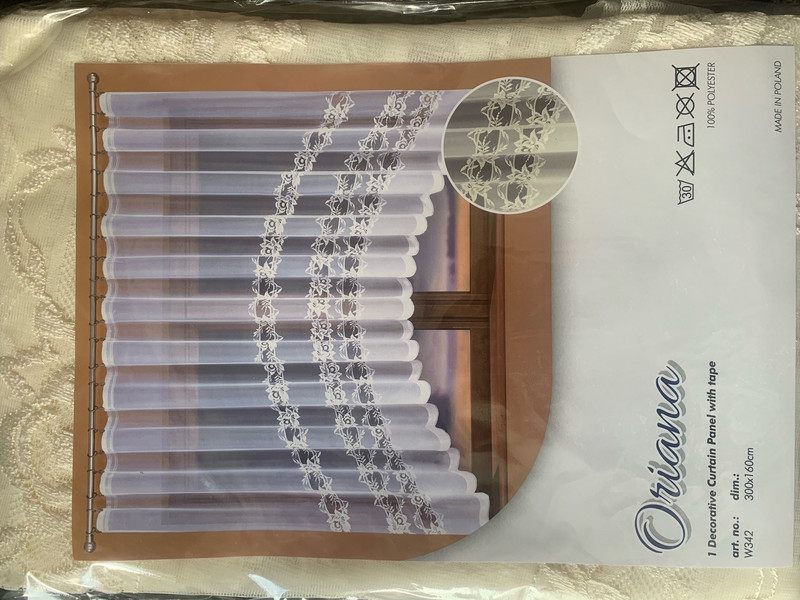 Oriana
1 Decorative Curtain Panel with tape
art. no.: dim.:
W342 300x160cm
30
100% POLYESTER
MADE IN POLAND